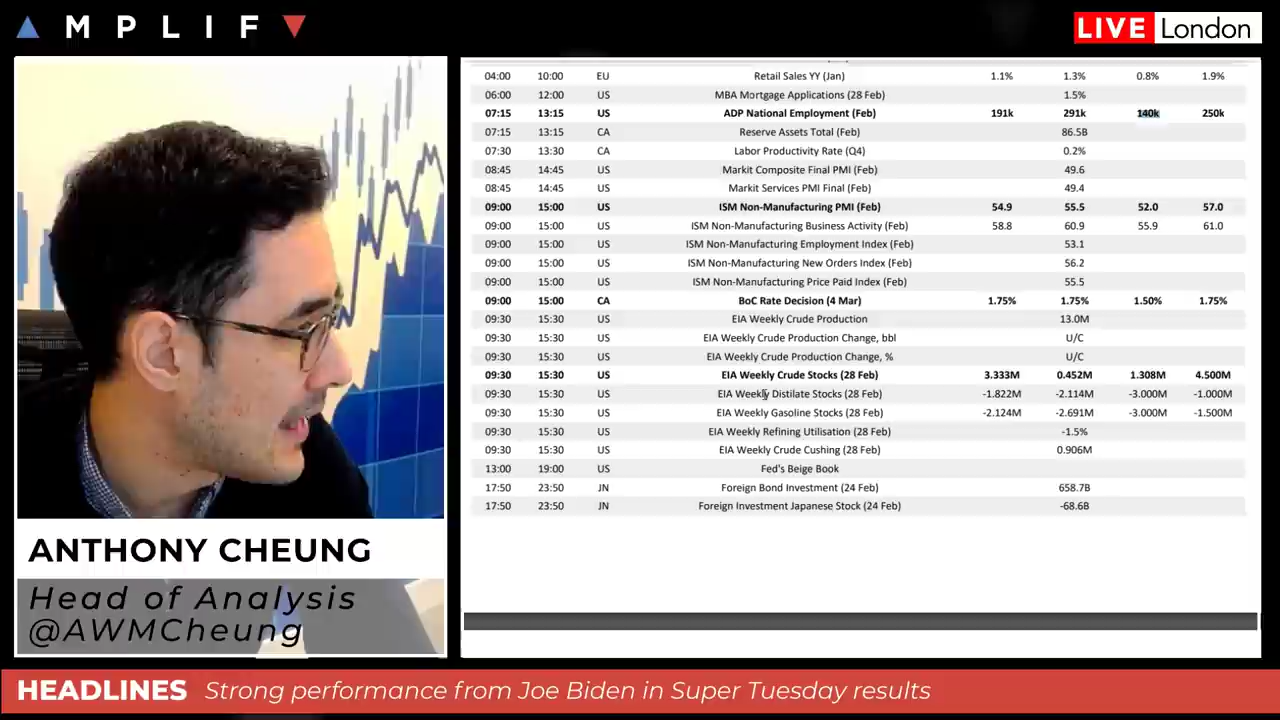 AMPLIFY
LIVE London
04:00 10:00 EU Retail Sales YY (Jan) 1.1% 1.3% 0.8% 1.9%
06:00 12:00 US MBA Mortgage Applications (28 Feb) 1.5%
07:15 13:15 US ADP National Employment (Feb) 191k 291k 140k 250k
07:15 13:15 CA Reserve Assets Total (Feb) 86.5B
07:30 13:30 CA Labor Productivity Rate (Q4) 0.2%
08:45 14:45 US Markit Composite Final PMI (Feb) 49.6
08:45 14:45 US Markit Services PMI Final (Feb) 49.4
09:00 15:00 US ISM Non-Manufacturing PMI (Feb) 54.9 55.5 52.0 57.0
09:00 15:00 US ISM Non-Manufacturing Business Activity (Feb) 58.8 60.9 55.9 61.0
09:00 15:00 US ISM Non-Manufacturing Employment Index (Feb) 53.1
09:00 15:00 US ISM Non-Manufacturing New Orders Index (Feb) 56.2
09:00 15:00 US ISM Non-Manufacturing Price Paid Index (Feb) 55.5
09:00 15:00 CA BoC Rate Decision (4 Mar) 1.75% 1.75% 1.50% 1.75%
09:30 15:30 US EIA Weekly Crude Production 13.0M
09:30 15:30 US EIA Weekly Crude Production Change, bbl U/C
09:30 15:30 US EIA Weekly Crude Production Change, % U/C
09:30 15:30 US EIA Weekly Crude Stocks (28 Feb) 3.333M 0.452M 1.308M 4.500M
09:30 15:30 US EIA Weekly Distilate Stocks (28 Feb) -1.822M -2.114M -3.000M -1.000M
09:30 15:30 US EIA Weekly Gasoline Stocks (28 Feb) -2.124M -2.691M -3.000M -1.500M
09:30 15:30 US EIA Weekly Refining Utilisation (28 Feb) -1.5%
09:30 15:30 US EIA Weekly Crude Cushing (28 Feb) 0.906M
13:00 19:00 US Fed's Beige Book
17:50 23:50 JN Foreign Bond Investment (24 Feb) 658.7B
17:50 23:50 JN Foreign Investment Japanese Stock (24 Feb) -68.6B
ANTHONY CHEUNG
Head of Analysis
@AWMCheung
HEADLINES Strong performance from Joe Biden in Super Tuesday results